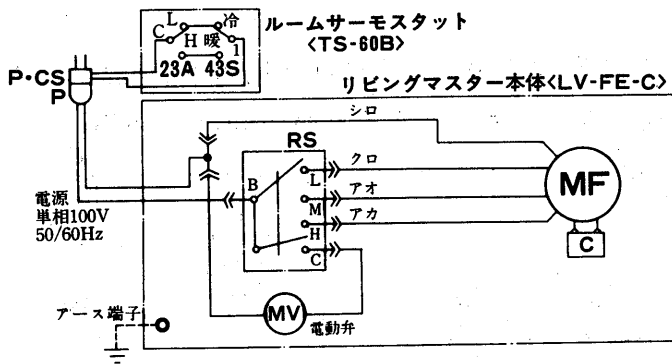 ルームサーモスタット
<TS-60B>
L
冷
C
H
暖
1
23A
43S
P・CS
P
リビングマスター本体<LV-FE-C>
シロ
RS
クロ
B
L
アオ
MF
M
アカ
H
C
C
電源
単相100V
50/60Hz
アース端子
MV
電動弁